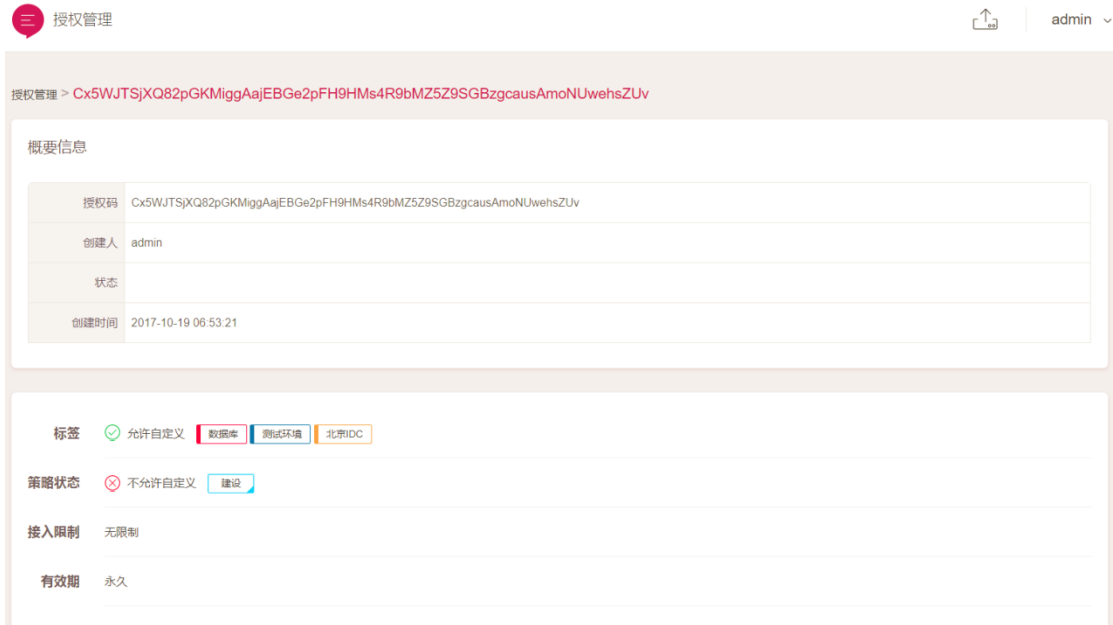 授权管理
admin
授权管理 > Cx5WJTSjXQ82pGKMiggAajEBGe2pFH9HMs4R9bMZ5Z9SGBzgcausAmoNUwehsZUv
概要信息
授权码 Cx5WJTSjXQ82pGKMiggAajEBGe2pFH9HMs4R9bMZ5Z9SGBzgcausAmoNUwehsZUv
创建人 admin
状态
创建时间 2017-10-19 06:53:21
标签 允许自定义 数据库 测试环境 北京IDC
策略状态 不允许自定义 建设
接入限制 无限制
有效期 永久